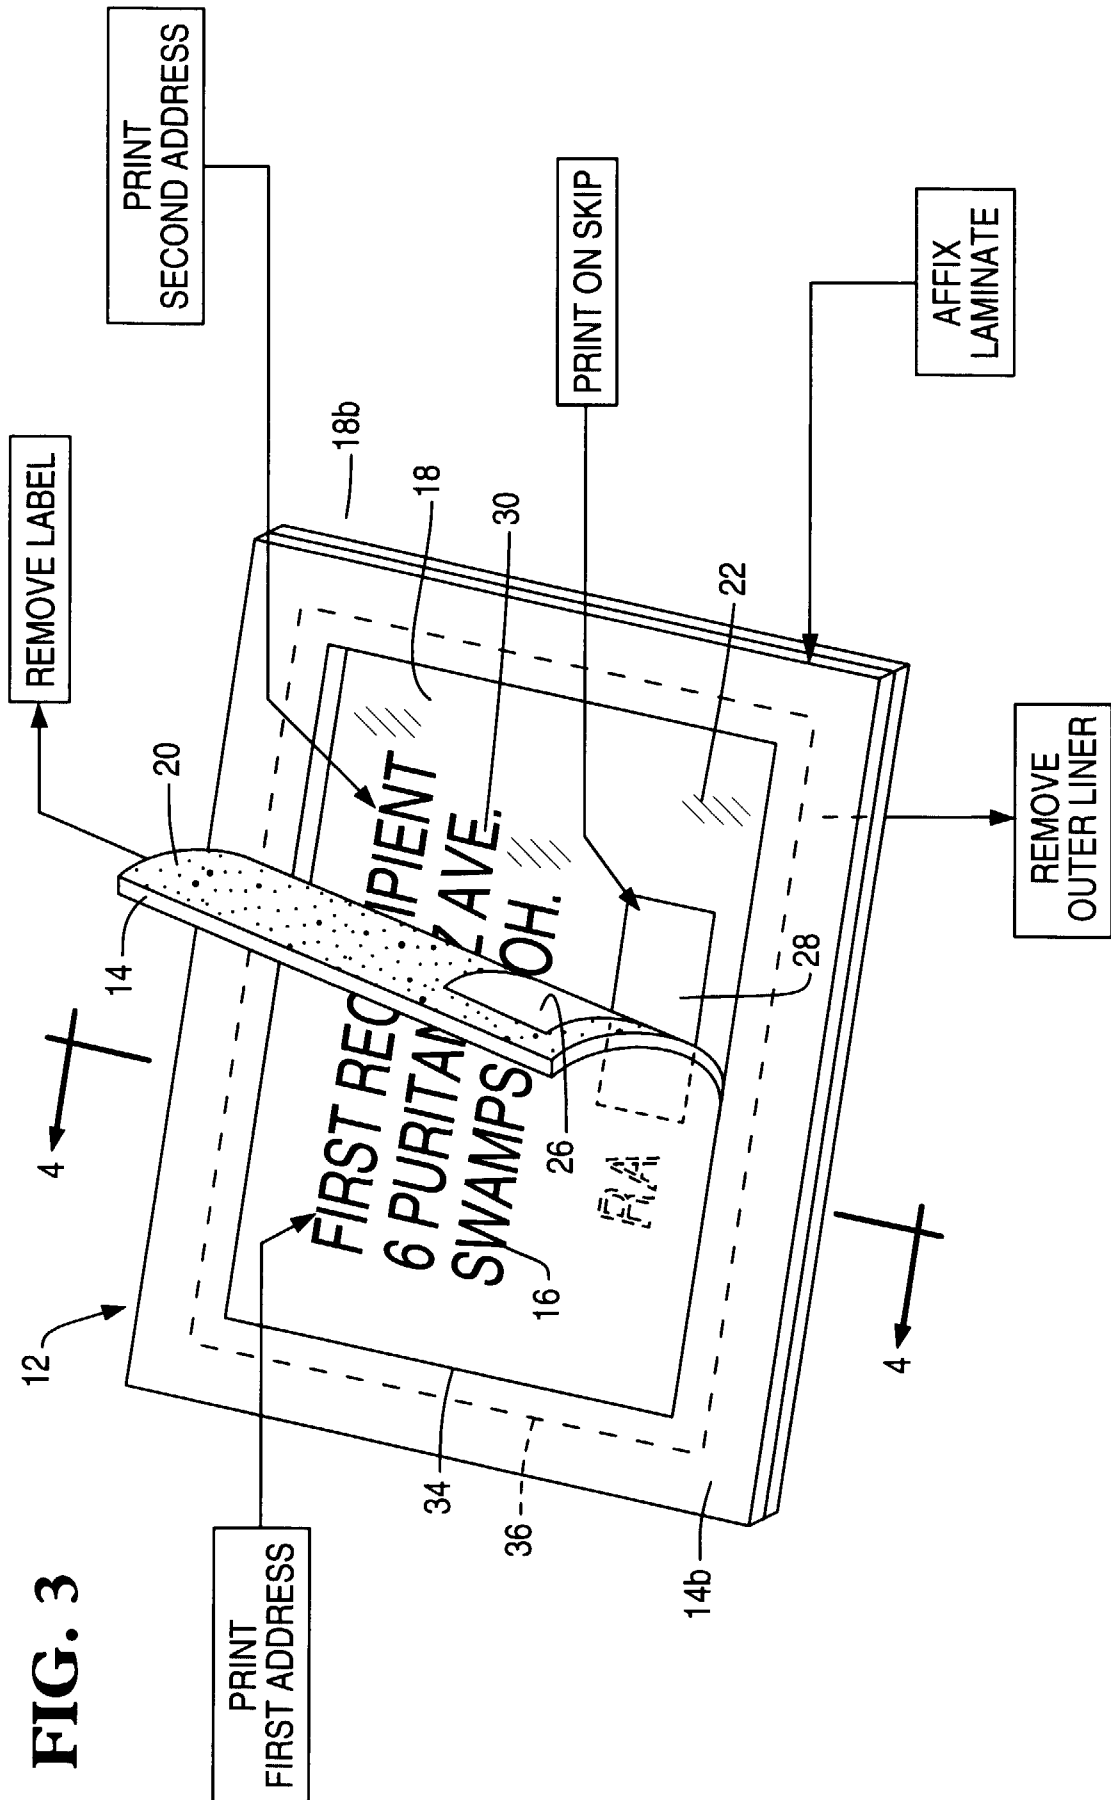 FIG. 3
PRINT
FIRST ADDRESS
REMOVE LABEL
PRINT
SECOND ADDRESS
PRINT ON SKIP
AFFIX
LAMINATE
REMOVE
OUTER LINER
FIRST REC IPIENT
6 PURITAN AVE.
SWAMPS OH.
RA
12
4
14
20
18b
18
30
22
28
26
16
34
36
14b
4